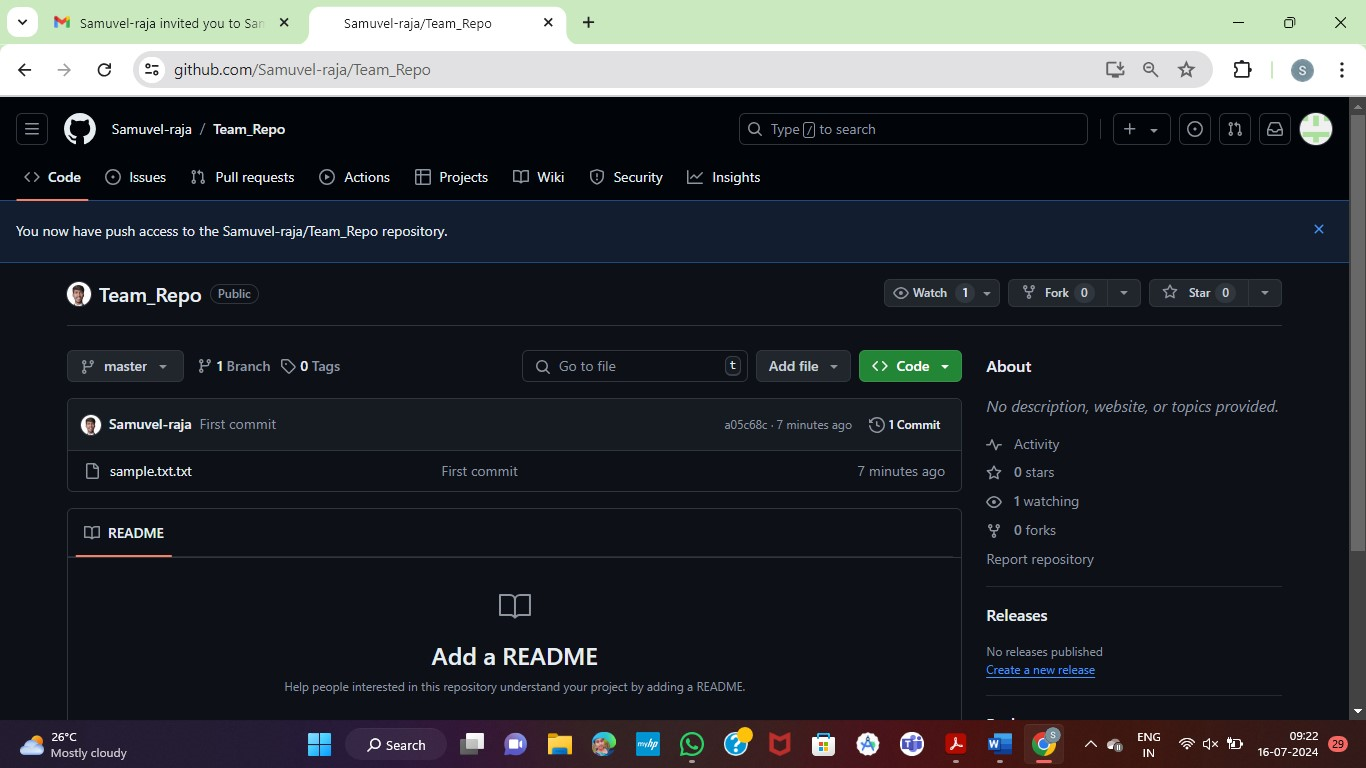 Samuvel-raja invited you to San
Samuvel-raja/Team_Repo
github.com/Samuvel-raja/Team_Repo
S
Samuvel-raja / Team_Repo
Type / to search
Code
Issues
Pull requests
Actions
Projects
Wiki
Security
Insights
You now have push access to the Samuvel-raja/Team_Repo repository.
Team_Repo Public
Watch 1
Fork 0
Star 0
master
1 Branch
0 Tags
Go to file t
Add file
Code
Samuvel-raja First commit
a05c68c · 7 minutes ago
1 Commit
sample.txt.txt
First commit
7 minutes ago
README
Add a README
Help people interested in this repository understand your project by adding a README.
About
No description, website, or topics provided.
Activity
0 stars
1 watching
0 forks
Report repository
Releases
No releases published
Create a new release
26°C
Mostly cloudy
Search
myhp
S
ENG
IN
09:22
16-07-2024
29